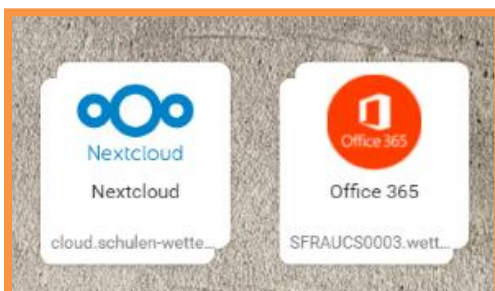 Nextcloud
Nextcloud
cloud.schulen-wette...
Office 365
Office 365
SFRAUCS0003.wett...